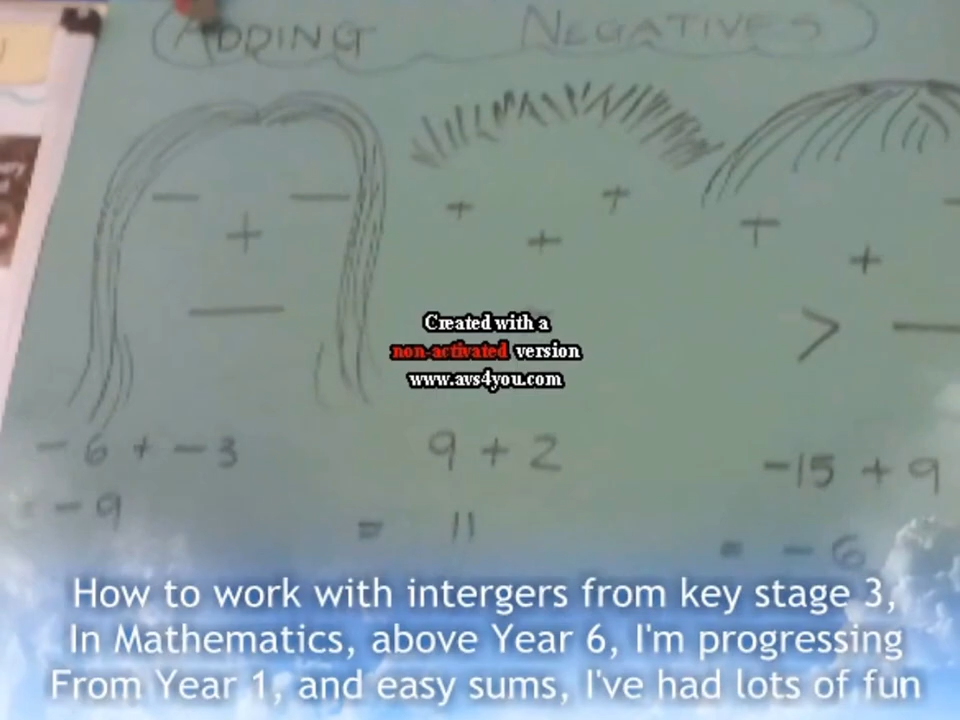 ADDING NEGATIVES
− − + + + −
+ + +
− > −
Created with a
non-activated version
www.avs4you.com
− 6 + − 3 9 + 2 −15 + 9
= − 9 = 11 = − 6
How to work with intergers from key stage 3,
In Mathematics, above Year 6, I'm progressing
From Year 1, and easy sums, I've had lots of fun